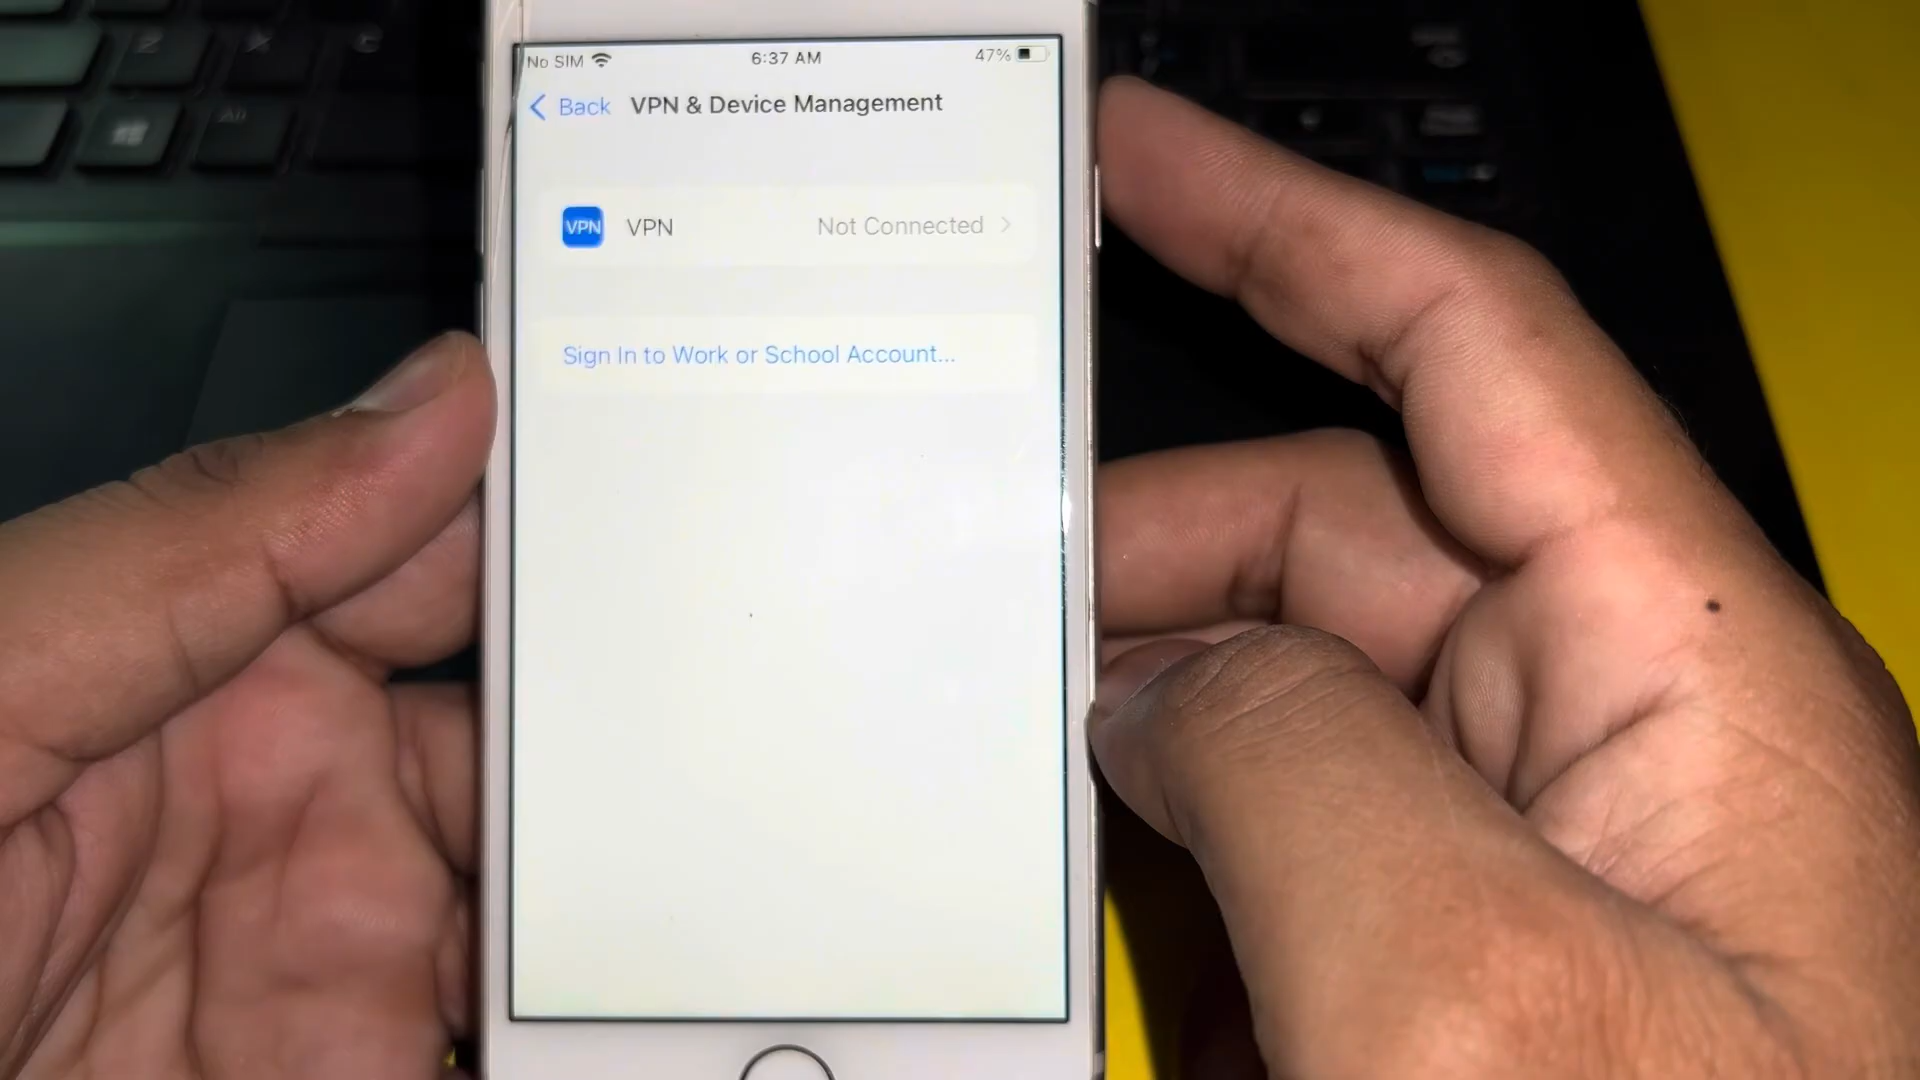 Z X C
Alt
No SIM 6:37 AM 47%
Back VPN & Device Management
VPN VPN Not Connected
Sign In to Work or School Account...